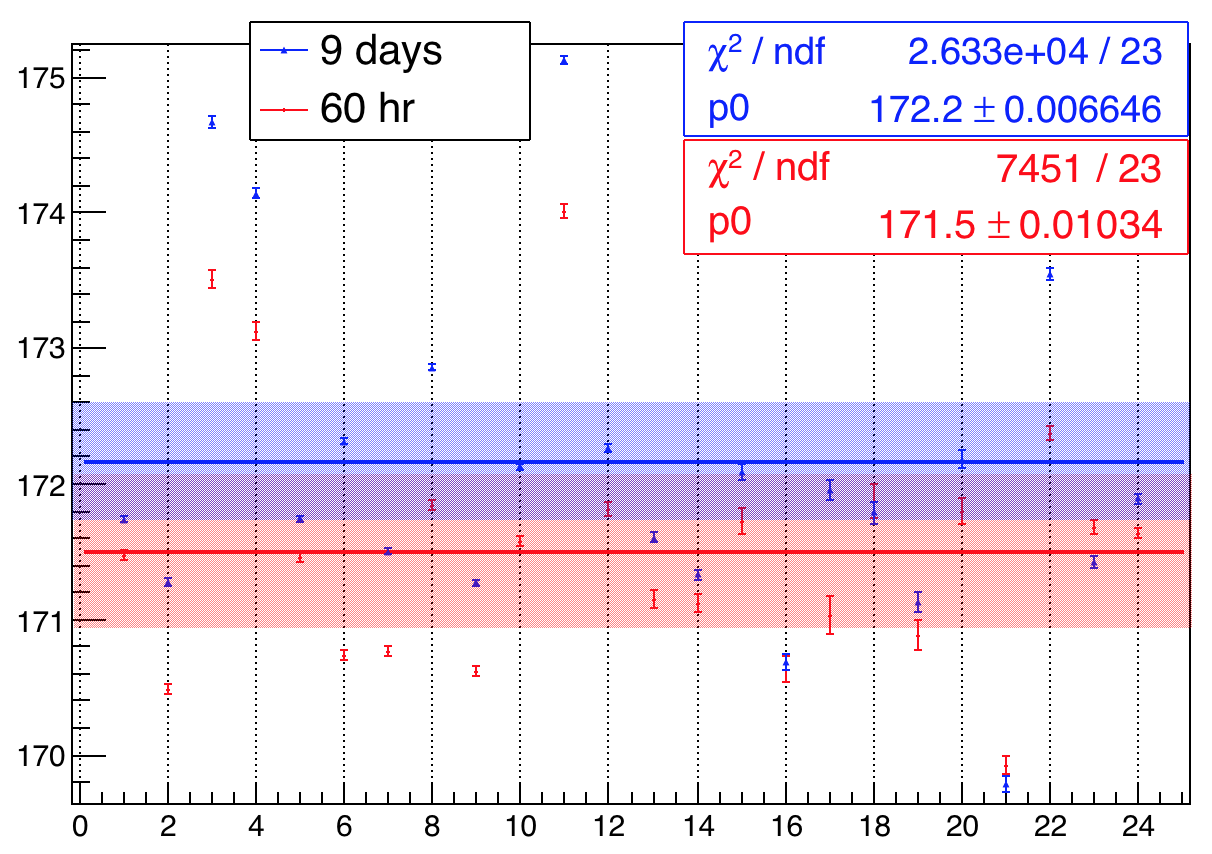 9 days
60 hr
χ² / ndf 2.633e+04 / 23
p0 172.2 ± 0.006646
χ² / ndf 7451 / 23
p0 171.5 ± 0.01034
175
174
173
172
171
170
0 2 4 6 8 10 12 14 16 18 20 22 24